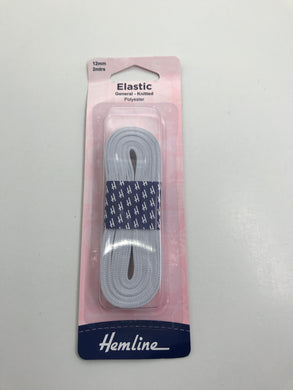 12mm
2mtrs
Elastic
General - Knitted
Polyester
Hemline